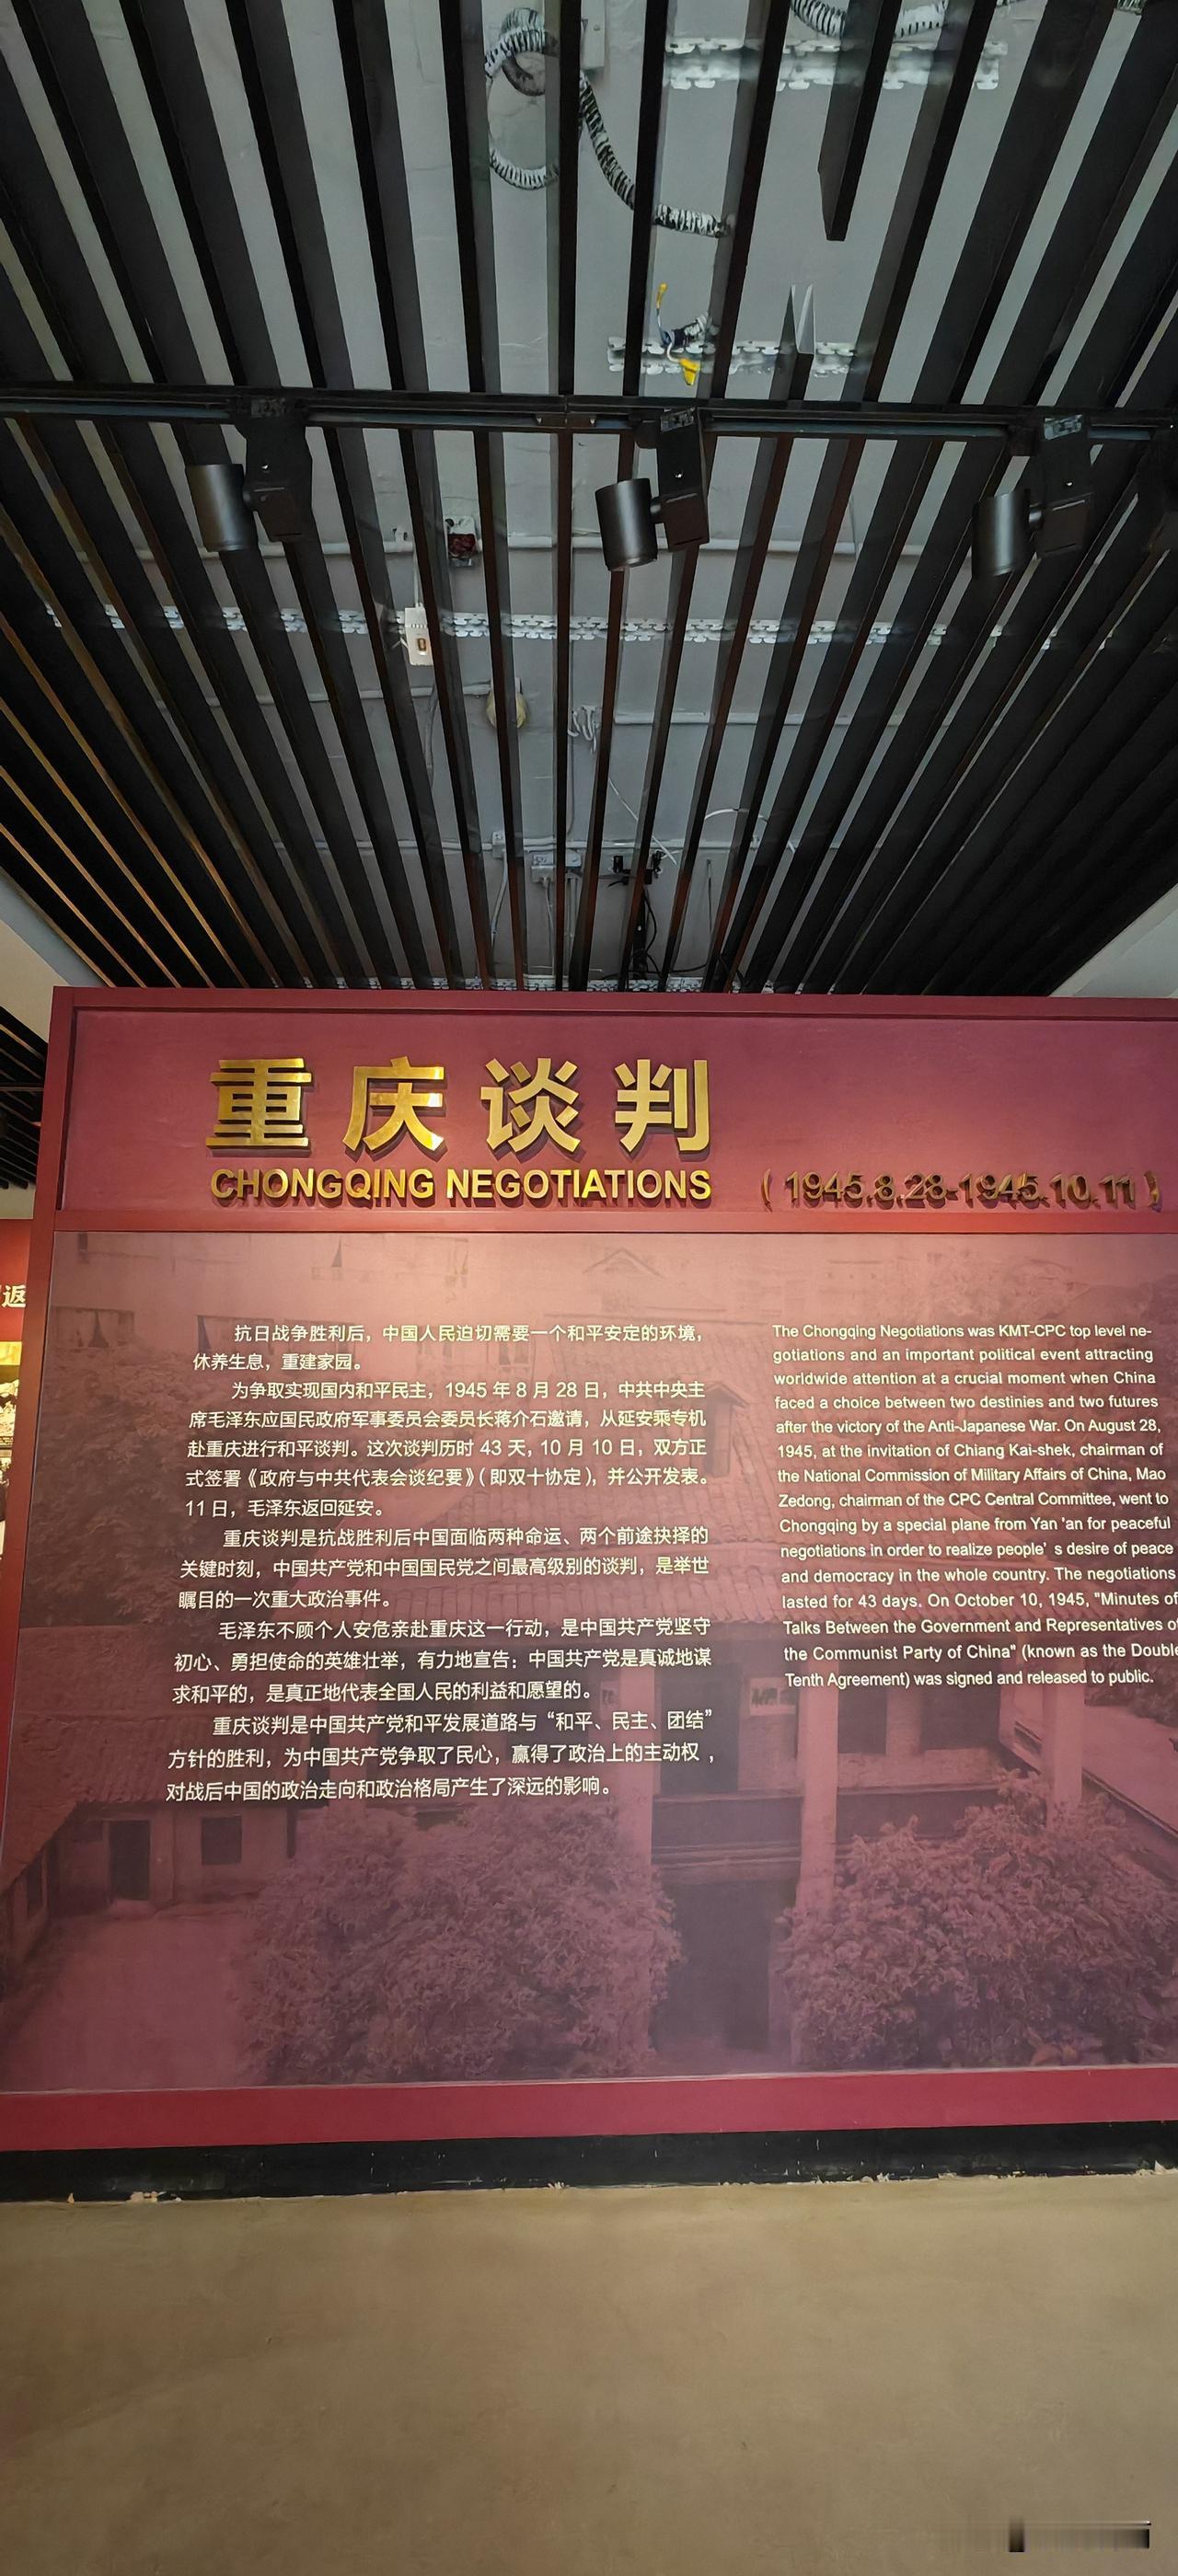 重庆谈判
CHONGQING NEGOTIATIONS
(1945.8.28-1945.10.11)
返
抗日战争胜利后，中国人民迫切需要一个和平安定的环境，
休养生息，重建家园。
为争取实现国内和平民主，1945 年 8 月 28 日，中共中央主
席毛泽东应国民政府军事委员会委员长蒋介石邀请，从延安乘专机
赴重庆进行和平谈判。这次谈判历时 43 天，10 月 10 日，双方正
式签署《政府与中共代表会谈纪要》（即双十协定），并公开发表。
11 日，毛泽东返回延安。
重庆谈判是抗战胜利后中国面临两种命运、两个前途抉择的
关键时刻，中国共产党和中国国民党之间最高级别的谈判，是举世
瞩目的一次重大政治事件。
毛泽东不顾个人安危亲赴重庆这一行动，是中国共产党坚守
初心、勇担使命的英雄壮举，有力地宣告：中国共产党是真诚地谋
求和平的，是真正地代表全国人民的利益和愿望的。
重庆谈判是中国共产党和平发展道路与“和平、民主、团结”
方针的胜利，为中国共产党争取了民心，赢得了政治上的主动权，
对战后中国的政治走向和政治格局产生了深远的影响。
The Chongqing Negotiations was KMT-CPC top level ne-
gotiations and an important political event attracting
worldwide attention at a crucial moment when China
faced a choice between two destinies and two futures
after the victory of the Anti-Japanese War. On August 28,
1945, at the invitation of Chiang Kai-shek, chairman of
the National Commission of Military Affairs of China, Mao
Zedong, chairman of the CPC Central Committee, went to
Chongqing by a special plane from Yan 'an for peaceful
negotiations in order to realize people' s desire of peace
and democracy in the whole country. The negotiations
lasted for 43 days. On October 10, 1945, "Minutes of
Talks Between the Government and Representatives of
the Communist Party of China" (known as the Double
Tenth Agreement) was signed and released to public.